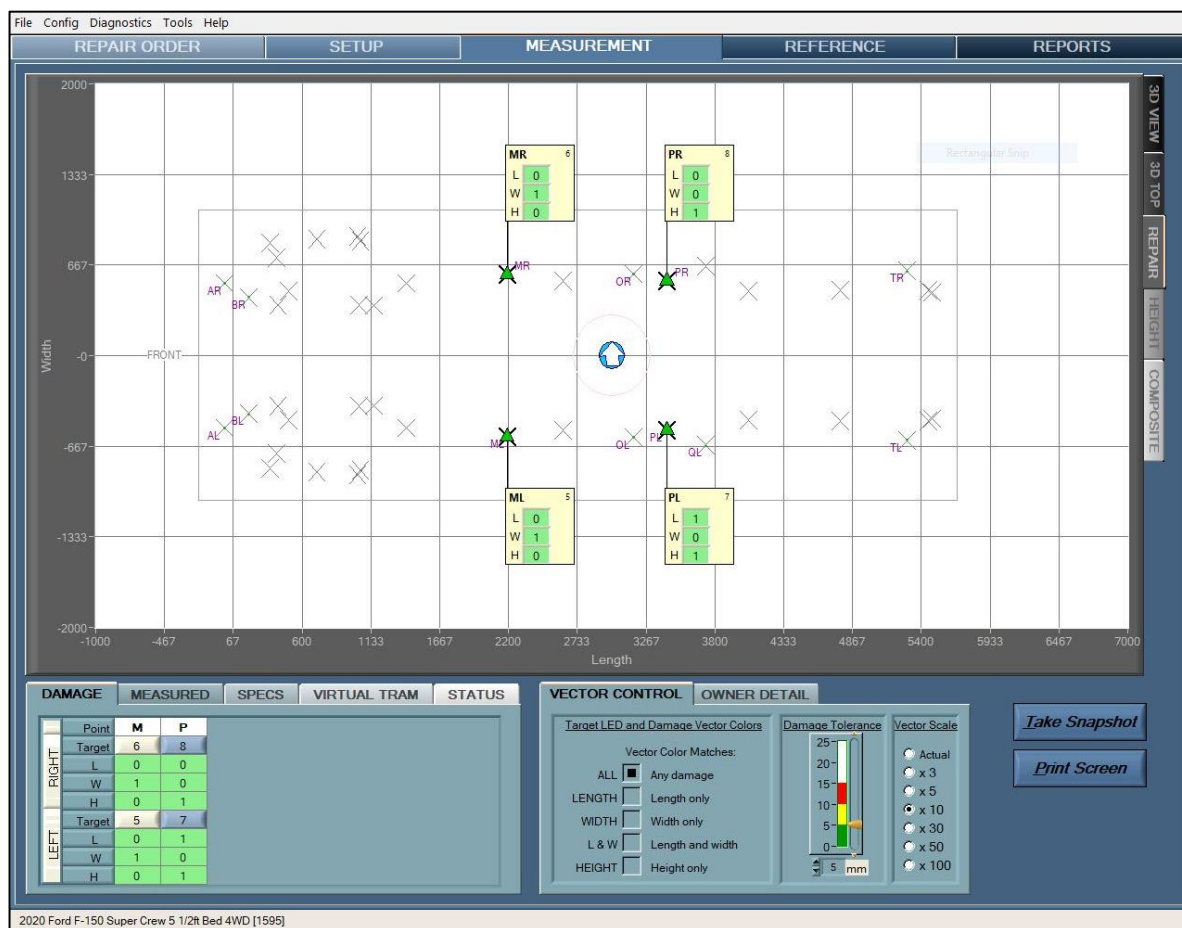 File Config Diagnostics Tools Help
REPAIR ORDER SETUP MEASUREMENT REFERENCE REPORTS
2000
1333
667
-0
-667
-1333
-2000
Width
-1000 -467 67 600 1133 1667 2200 2733 3267 3800 4333 4867 5400 5933 6467 7000
Length
FRONT
Rectangular Snip
MR 6
L 0
W 1
H 0
PR 8
L 0
W 0
H 1
AR
BR
MR
OR
PR
TR
AL
BL
OL
PL
QL
TL
ML 5
L 0
W 1
H 0
PL 7
L 1
W 0
H 1
3D VIEW
3D TOP
REPAIR
HEIGHT
COMPOSITE
DAMAGE MEASURED SPECS VIRTUAL TRAM STATUS
Point M P
RIGHT
Target 6 8
L 0 0
W 1 0
H 0 1
LEFT
Target 5 7
L 0 1
W 1 0
H 0 1
VECTOR CONTROL OWNER DETAIL
Target LED and Damage Vector Colors
Vector Color Matches:
ALL Any damage
LENGTH Length only
WIDTH Width only
L & W Length and width
HEIGHT Height only
Damage Tolerance
25-
20-
15-
10-
5-
0-
5 mm
Vector Scale
Actual
x 3
x 5
x 10
x 30
x 50
x 100
Take Snapshot
Print Screen
2020 Ford F-150 Super Crew 5 1/2ft Bed 4WD [1595]